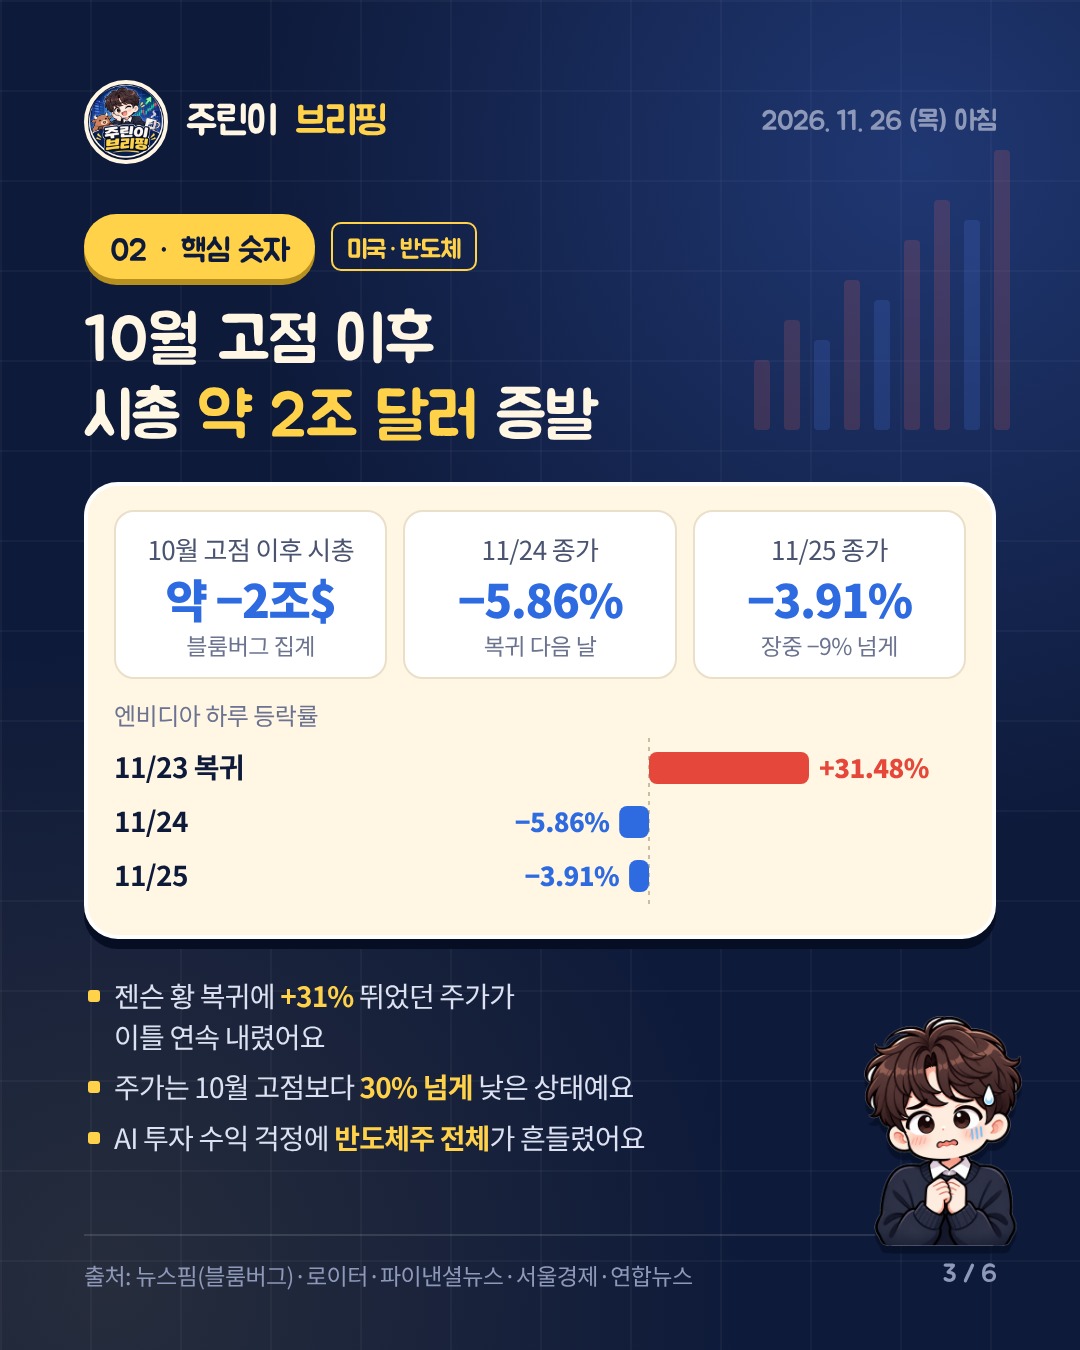 주린이 브리핑
주린이 브리핑
2026. 11. 26 (목) 아침
02 · 핵심 숫자
미국·반도체
10월 고점 이후
시총 약 2조 달러 증발
10월 고점 이후 시총
약 −2조$
블룸버그 집계
11/24 종가
−5.86%
복귀 다음 날
11/25 종가
−3.91%
장중 −9% 넘게
엔비디아 하루 등락률
11/23 복귀
+31.48%
11/24
−5.86%
11/25
−3.91%
젠슨 황 복귀에 +31% 뛰었던 주가가
이틀 연속 내렸어요
주가는 10월 고점보다 30% 넘게 낮은 상태예요
AI 투자 수익 걱정에 반도체주 전체가 흔들렸어요
출처: 뉴스핌(블룸버그)·로이터·파이낸셜뉴스·서울경제·연합뉴스
3 / 6